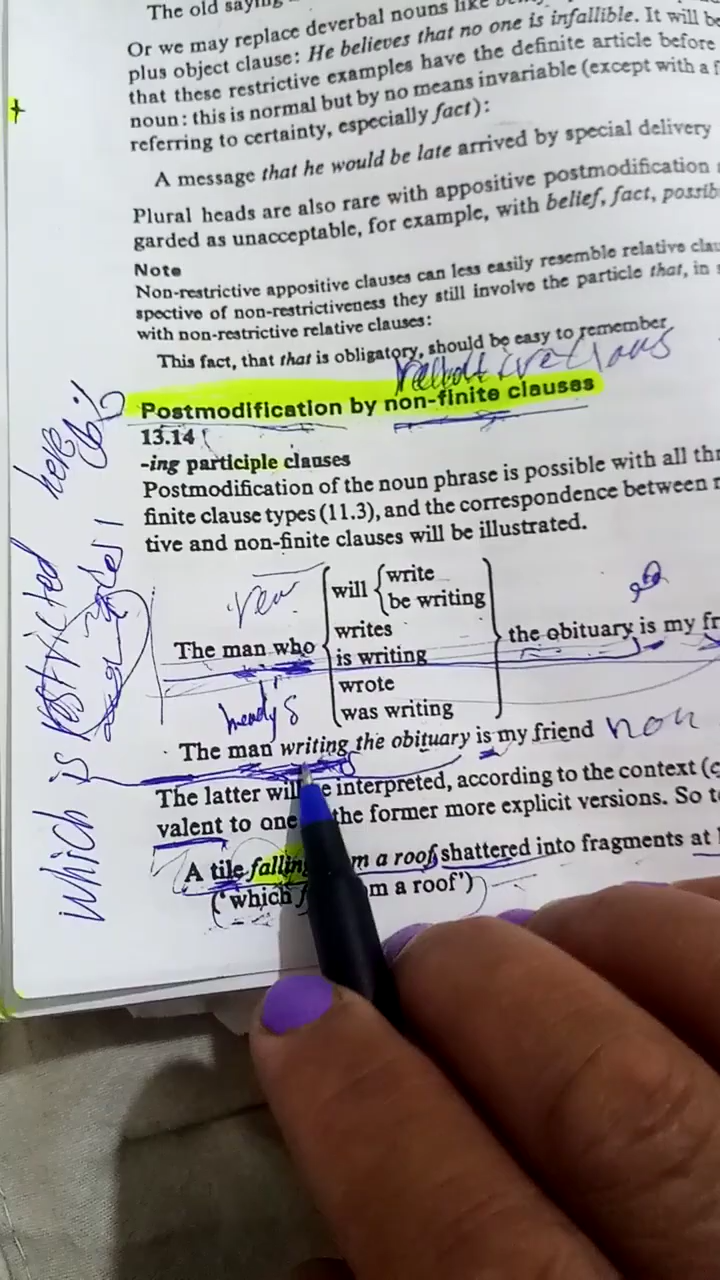 The old saying
Or we may replace deverbal nouns like
plus object clause: He believes that no one is infallible. It will be
that these restrictive examples have the definite article before
noun: this is normal but by no means invariable (except with a f
referring to certainty, especially fact):
A message that he would be late arrived by special delivery
Plural heads are also rare with appositive postmodification
garded as unacceptable, for example, with belief, fact, possib
Note
Non-restrictive appositive clauses can less easily resemble relative clau
spective of non-restrictiveness they still involve the particle that, in
with non-restrictive relative clauses:
This fact, that that is obligatory, should be easy to remember
Postmodification by non-finite clauses
13.14
-ing participle clauses
Postmodification of the noun phrase is possible with all thr
finite clause types (11.3), and the correspondence between r
tive and non-finite clauses will be illustrated.
will write
be writing
writes
The man who is writing the obituary is my fr
wrote
was writing
The man writing the obituary is my friend non
The latter will be interpreted, according to the context (c
valent to one the former more explicit versions. So t
A tile falling m a roof shattered into fragments at
('which f om a roof')
which is restricted here